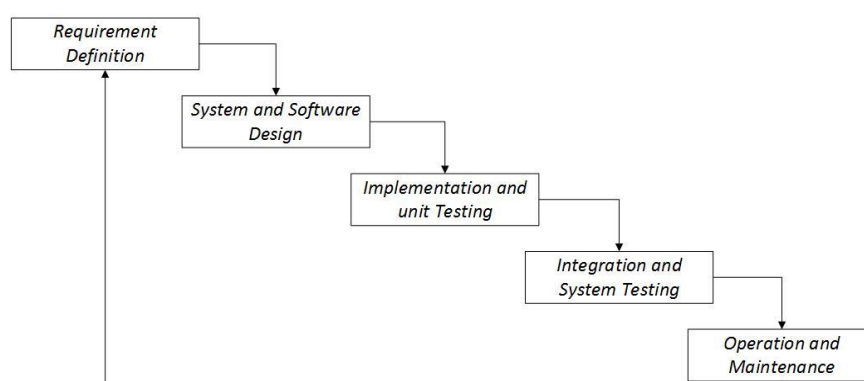 Requirement
Definition
System and Software
Design
Implementation and
unit Testing
Integration and
System Testing
Operation and
Maintenance